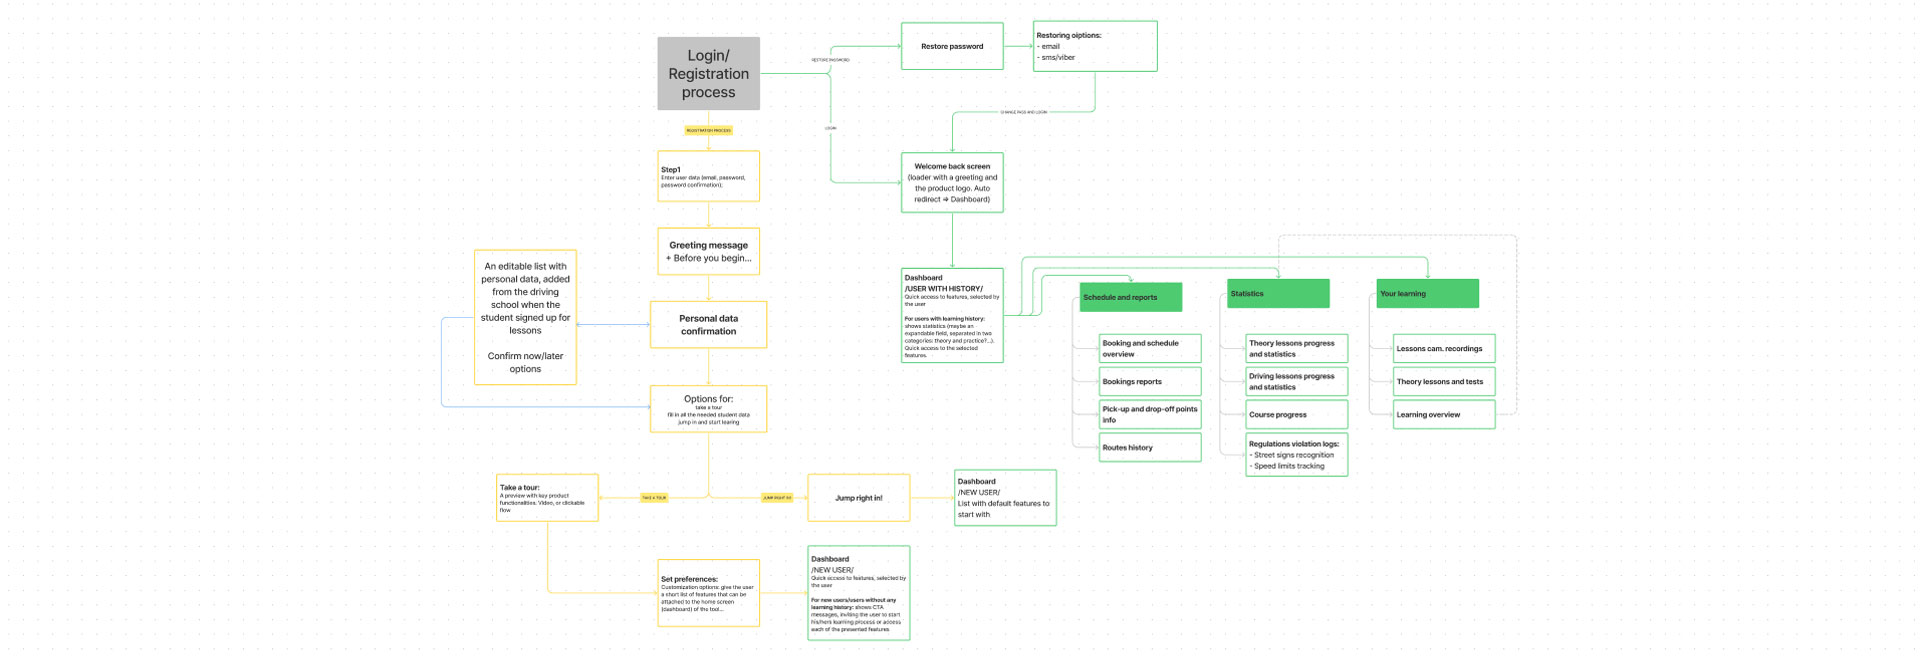 Login/
Registration
process
RESTORE PASSWORD
Restore password
Restoring oiptions:
- email
- sms/viber
CHANGE PASS AND LOGIN
LOGIN
REGISTRATION PROCESS
Step1
Enter user data (email, password,
password confirmation);
Welcome back screen
(loader with a greeting and
the product logo. Auto
redirect => Dashboard)
Greeting message
+ Before you begin...
An editable list with
personal data, added
from the driving
school when the
student signed up for
lessons
Confirm now/later
options
Personal data
confirmation
Options for:
take a tour
fill in all the needed student data
jump in and start learing
Dashboard
/USER WITH HISTORY/
Quick access to features, selected by
the user
For users with learning history:
shows statistics (maybe an
expandable field, separated in two
categories: theory and practice?...).
Quick access to the selected
features.
Schedule and reports
Booking and schedule
overview
Bookings reports
Pick-up and drop-off points
info
Routes history
Statistics
Theory lessons progress
and statistics
Driving lessons progress
and statistics
Course progress
Regulations violation logs:
- Street signs recognition
- Speed limits tracking
Your learning
Lessons cam. recordings
Theory lessons and tests
Learning overview
Take a tour:
A preview with key product
functionalities: Video, or clickable
flow
TAKE A TOUR
JUMP RIGHT IN!
Jump right in!
Dashboard
/NEW USER/
List with default features to
start with
Set preferences:
Customization options: give the user
a short list of features that can be
attached to the home screen
(dashboard) of the tool...
Dashboard
/NEW USER/
Quick access to features, selected by
the user
For new users/users without any
learning history: shows CTA
messages, inviting the user to start
his/hers learning process or access
each of the presented features